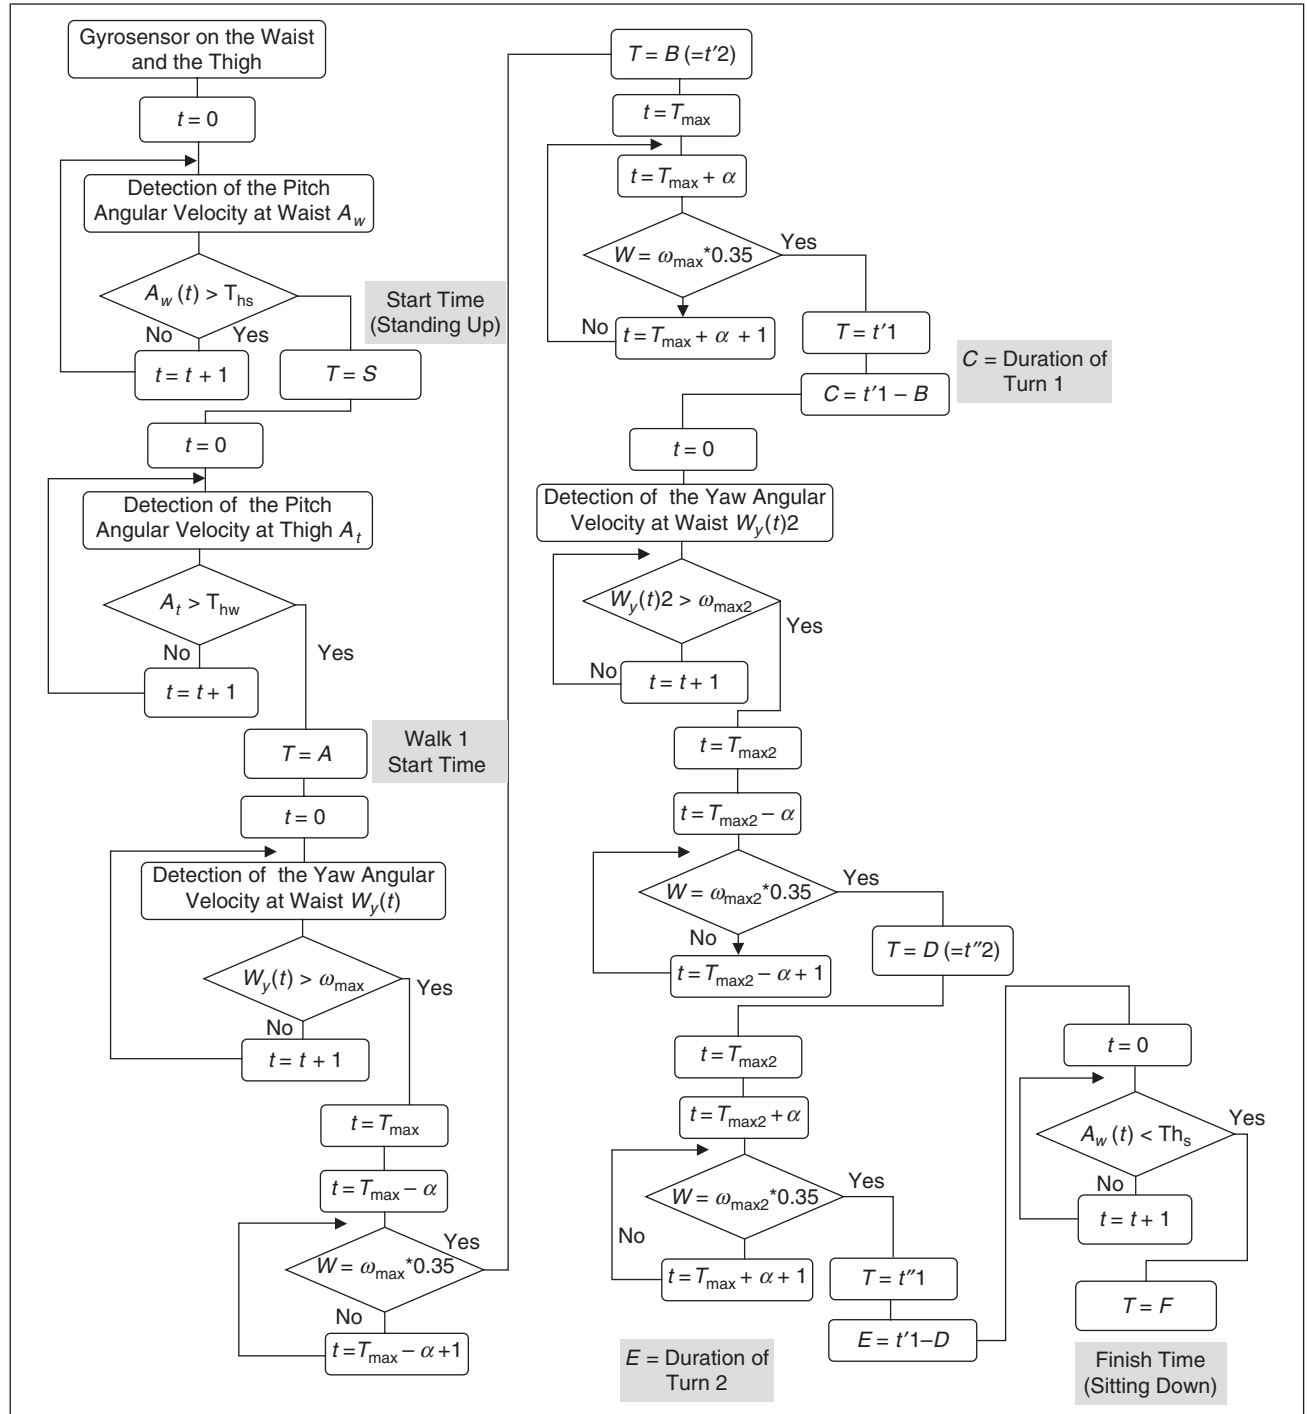 Gyrosensor on the Waist
and the Thigh
t = 0
Detection of the Pitch
Angular Velocity at Waist A_w
A_w (t) > T_hs
No
Yes
t = t + 1
Start Time
(Standing Up)
T = S
t = 0
Detection of the Pitch
Angular Velocity at Thigh A_t
A_t > T_hw
No
Yes
t = t + 1
T = A
Walk 1
Start Time
t = 0
Detection of the Yaw Angular
Velocity at Waist W_y(t)
W_y(t) > ω_max
Yes
No
t = t + 1
t = T_max
t = T_max − α
W = ω_max*0.35
Yes
No
t = T_max − α +1
T = B (=t′2)
t = T_max
t = T_max + α
W = ω_max*0.35
Yes
No
t = T_max + α + 1
T = t′1
C = t′1 − B
C = Duration of
Turn 1
t = 0
Detection of the Yaw Angular
Velocity at Waist W_y(t)2
W_y(t)2 > ω_max2
Yes
No
t = t + 1
t = T_max2
t = T_max2 − α
W = ω_max2*0.35
Yes
No
t = T_max2 − α + 1
T = D (=t″2)
t = T_max2
t = T_max2 + α
W = ω_max2*0.35
Yes
No
t = T_max + α + 1
T = t″1
E = t′1–D
E = Duration of
Turn 2
t = 0
A_w (t) < Th_s
Yes
No
t = t + 1
T = F
Finish Time
(Sitting Down)